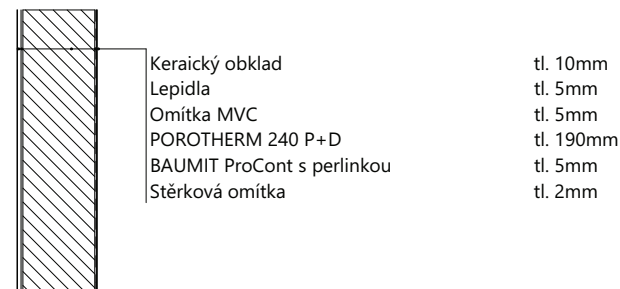 Keraický obklad tl. 10mm
Lepidla tl. 5mm
Omítka MVC tl. 5mm
POROTHERM 240 P+D tl. 190mm
BAUMIT ProCont s perlinkou tl. 5mm
Stěrková omítka tl. 2mm